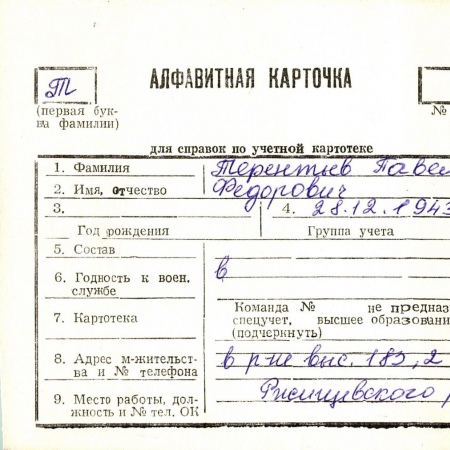 АЛФАВИТНАЯ КАРТОЧКА
Т
(первая бук-
ва фамилии)
№
для справок по учетной картотеке
1. Фамилия Терентьев Павел
2. Имя, отчество Федорович
3. 4. 28.12.1943
Год рождения Группа учета
5. Состав
6. Годность к воен. службе в
7. Картотека
Команда № не предназ
спецучет, высшее образовани
(подчеркнуть)
8. Адрес м-жительст-
ва и № телефона
в р-не выс. 183,2
9. Место работы, дол-
жность и № тел. ОК
Ржищевского р